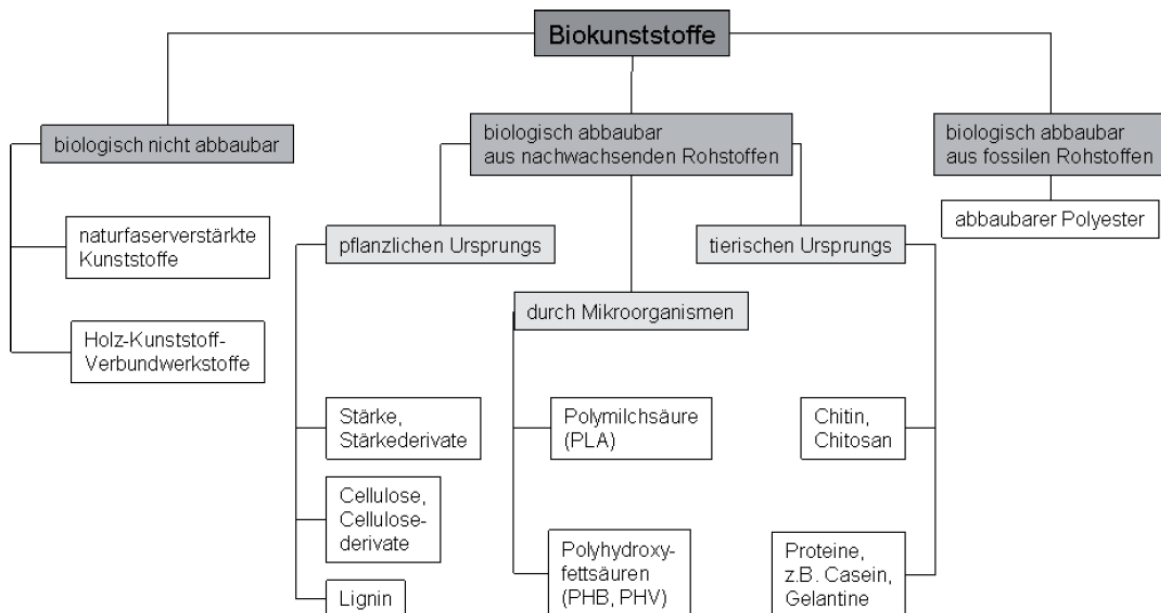 Biokunststoffe
biologisch nicht abbaubar
naturfaserverstärkte
Kunststoffe
Holz-Kunststoff-
Verbundwerkstoffe
biologisch abbaubar
aus nachwachsenden Rohstoffen
pflanzlichen Ursprungs
Stärke,
Stärkederivate
Cellulose,
Cellulose-
derivate
Lignin
durch Mikroorganismen
Polymilchsäure
(PLA)
Polyhydroxy-
fettsäuren
(PHB, PHV)
tierischen Ursprungs
Chitin,
Chitosan
Proteine,
z.B. Casein,
Gelantine
biologisch abbaubar
aus fossilen Rohstoffen
abbaubarer Polyester